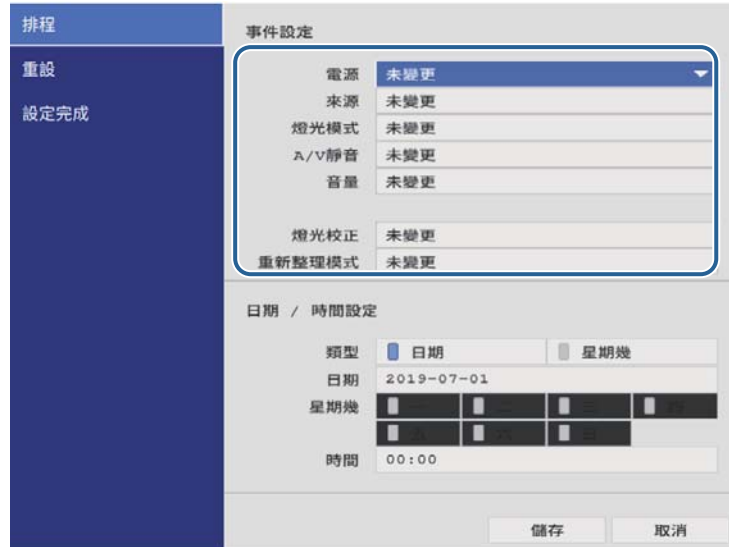 排程
重設
設定完成
事件設定
電源 未變更
來源 未變更
燈光模式 未變更
A/V靜音 未變更
音量 未變更
燈光校正 未變更
重新整理模式 未變更
日期 / 時間設定
類型 日期 星期幾
日期 2019-07-01
星期幾 一 二 三 四
五 六 日
時間 00:00
儲存 取消